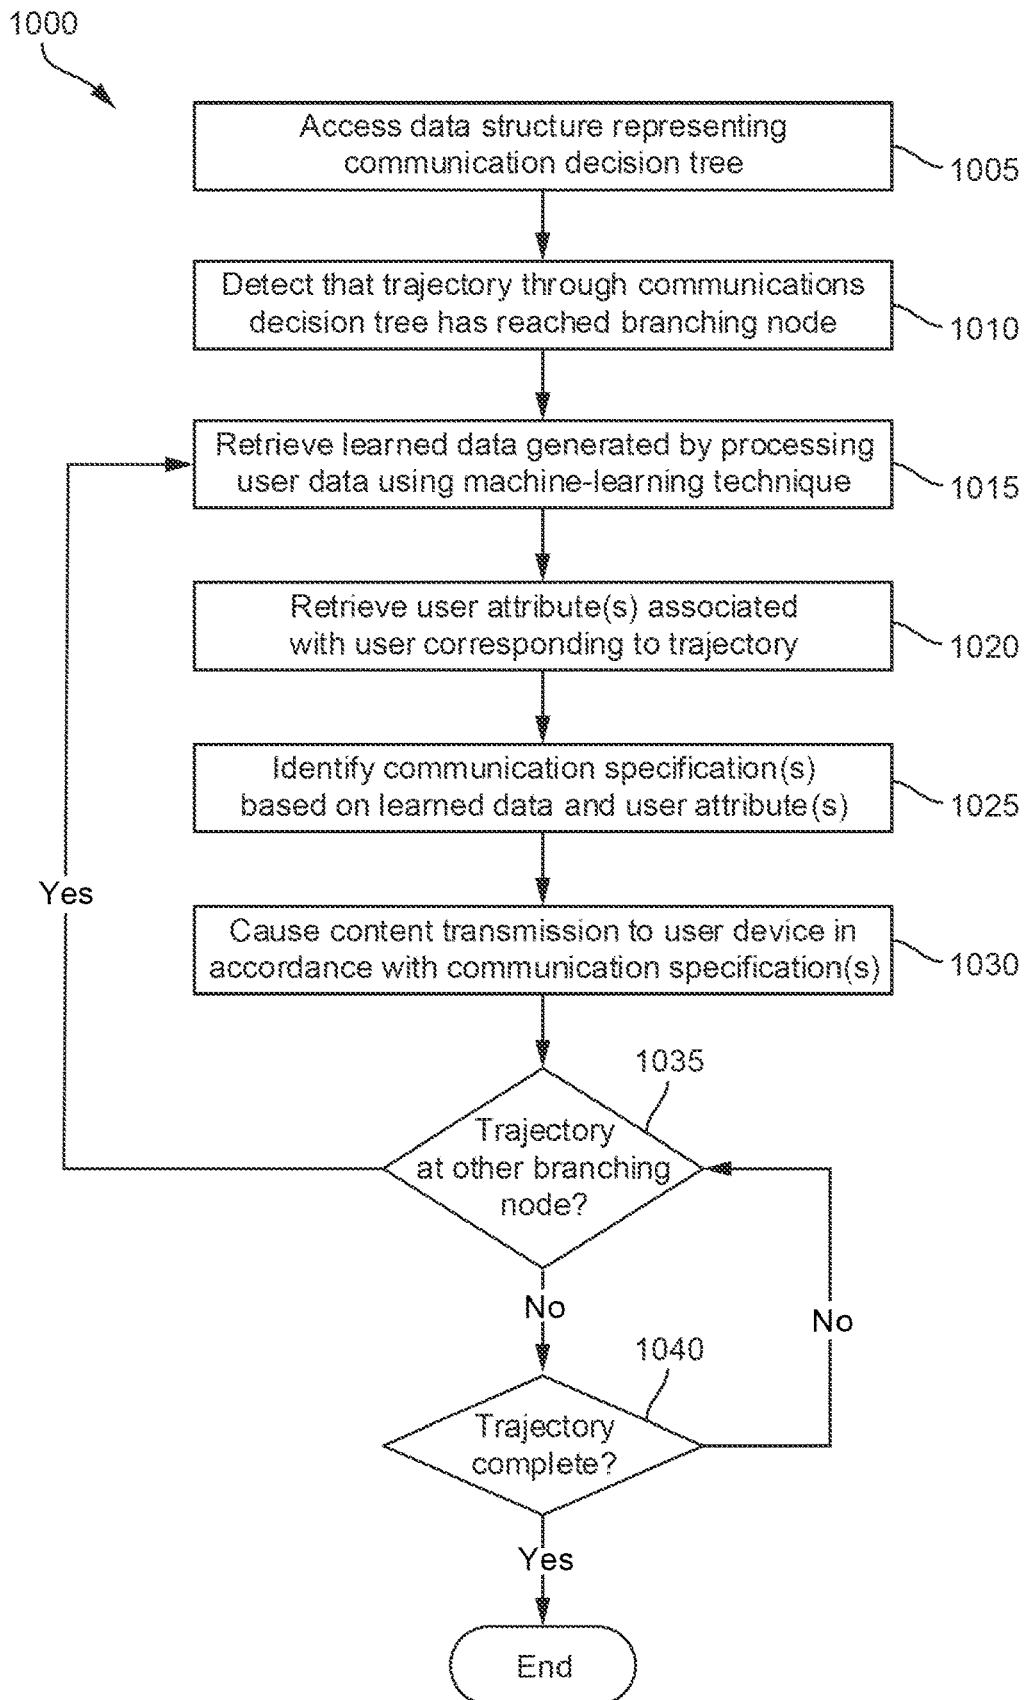 1000
Access data structure representing
communication decision tree
1005
Detect that trajectory through communications
decision tree has reached branching node
1010
Retrieve learned data generated by processing
user data using machine-learning technique
1015
Retrieve user attribute(s) associated
with user corresponding to trajectory
1020
Identify communication specification(s)
based on learned data and user attribute(s)
1025
Yes
Cause content transmission to user device in
accordance with communication specification(s)
1030
1035
Trajectory
at other branching
node?
No
No
1040
Trajectory
complete?
Yes
End